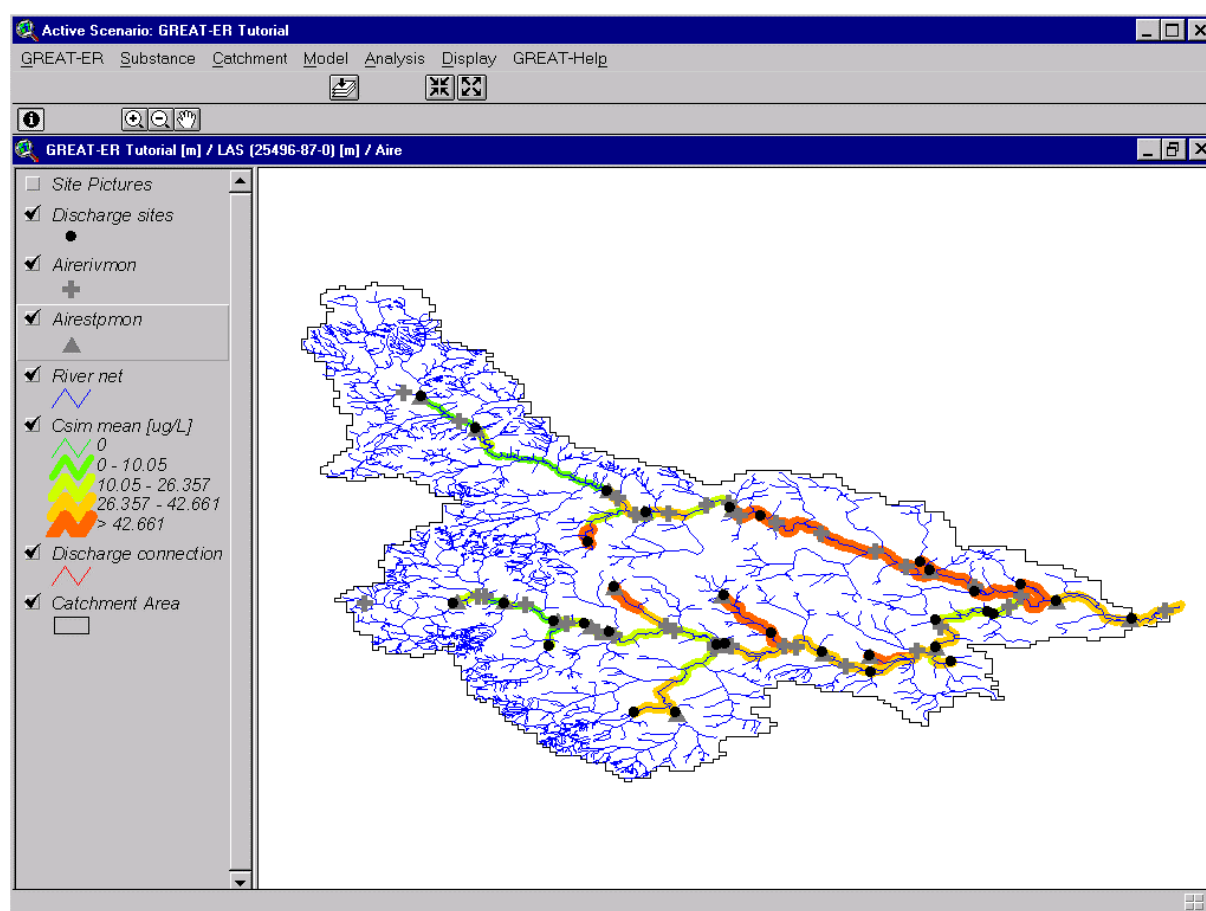 Active Scenario: GREAT-ER Tutorial
GREAT-ER Substance Catchment Model Analysis Display GREAT-Help
GREAT-ER Tutorial [m] / LAS (25496-87-0) [m] / Aire
Site Pictures
Discharge sites
Airerivmon
Airestpmon
River net
Csim mean [ug/L]
0
0 - 10.05
10.05 - 26.357
26.357 - 42.661
> 42.661
Discharge connection
Catchment Area